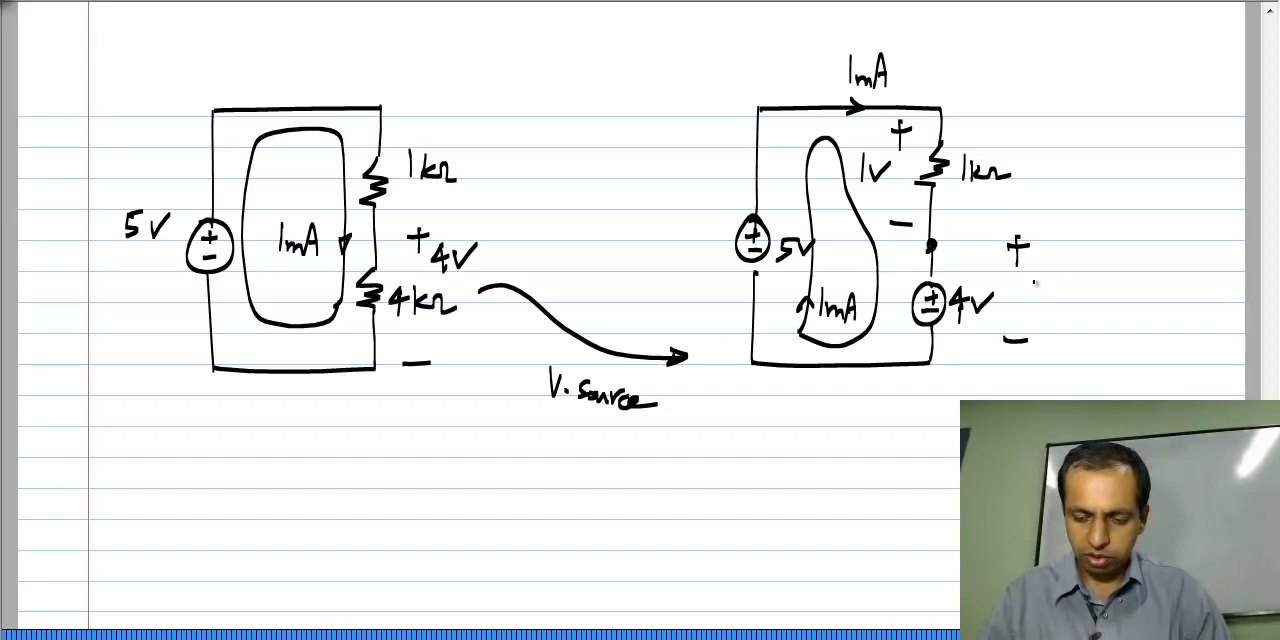 1kΩ
5V
+
-
1mA
+
4V
4kΩ
-
V. source
1mA
+
1V
1kΩ
-
+
-
5V
+
1mA
+
-
4V
-